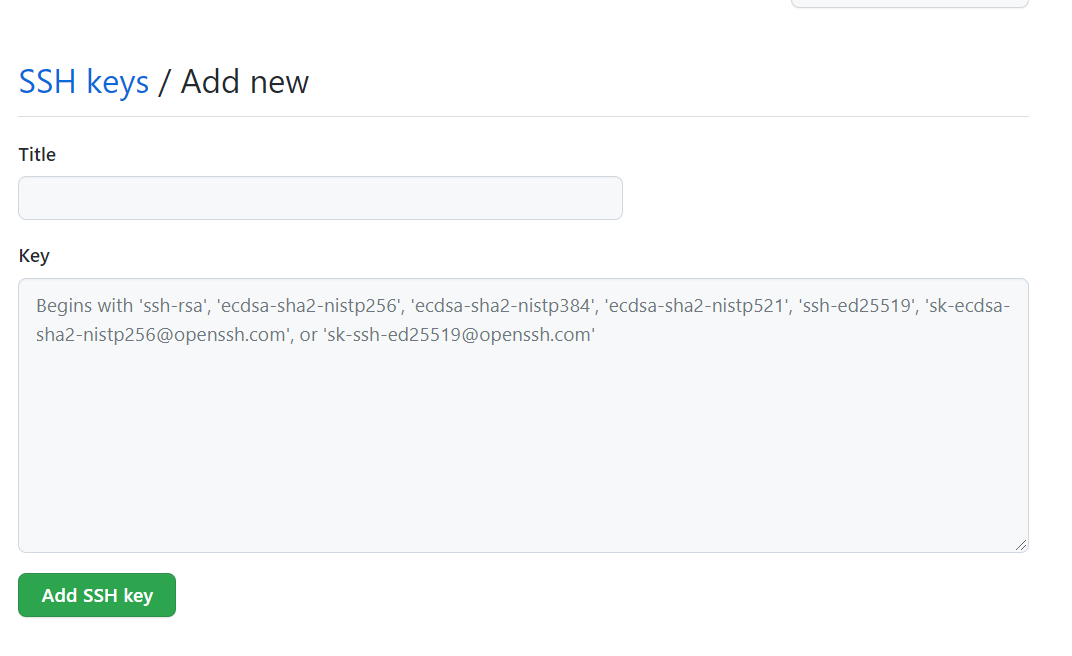 SSH keys / Add new
Title
Key
Begins with 'ssh-rsa', 'ecdsa-sha2-nistp256', 'ecdsa-sha2-nistp384', 'ecdsa-sha2-nistp521', 'ssh-ed25519', 'sk-ecdsa-
sha2-nistp256@openssh.com', or 'sk-ssh-ed25519@openssh.com'
Add SSH key